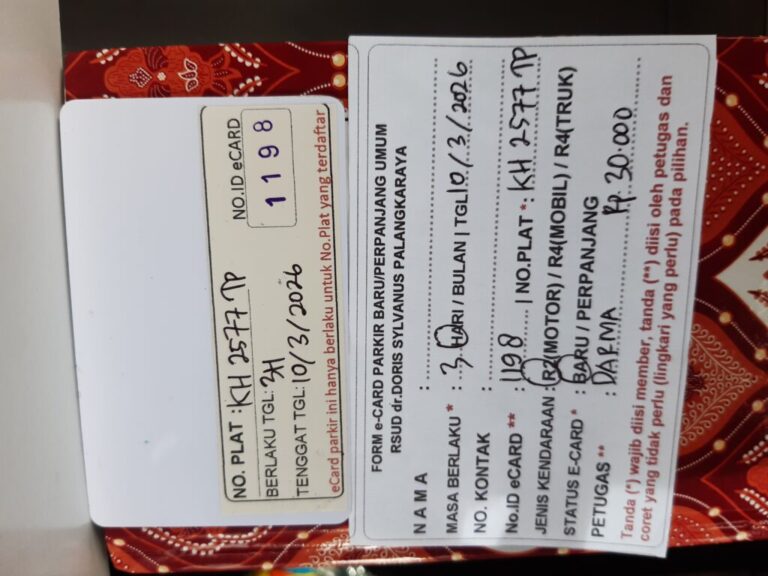 NO. PLAT : KH 2577 TP
BERLAKU TGL: 3H
TENGGAT TGL: 10/3/2026
NO.ID eCARD
1198
eCard parkir ini hanya berlaku untuk No.Plat yang terdaftar
FORM e-CARD PARKIR BARU/PERPANJANG UMUM
RSUD dr.DORIS SYLVANUS PALANGKARAYA
N A M A : ....................
MASA BERLAKU * : 3 HARI / BULAN | TGL 10/3/2026
NO. KONTAK : ....................
No.ID eCARD ** : 1198 | NO.PLAT *: KH 2577 TP
JENIS KENDARAAN : R2(MOTOR) / R4(MOBIL) / R4(TRUK)
STATUS E-CARD * : BARU / PERPANJANG
PETUGAS ** : DARMA Rp. 30.000
Tanda (*) wajib diisi member, tanda (**) diisi oleh petugas dan
coret yang tidak perlu (lingkari yang perlu) pada pilihan.